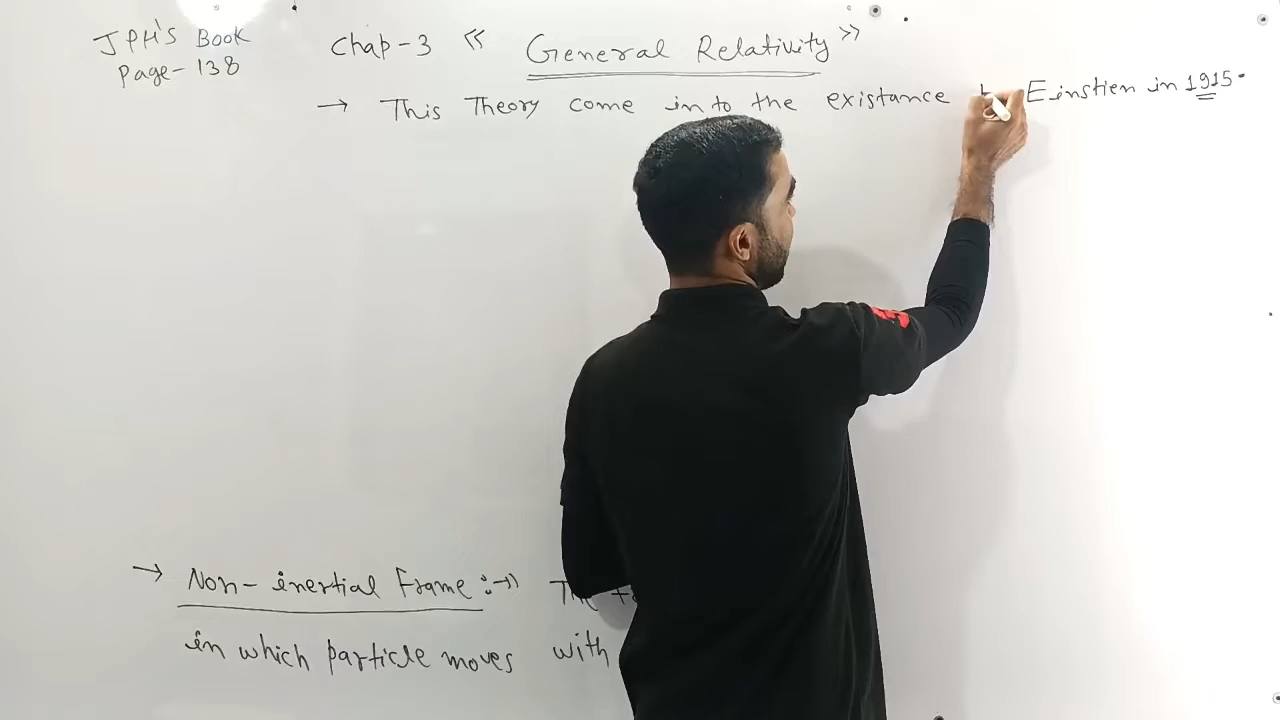 JPH'S Book
Page-138
Chap-3 « General Relativity »
→ This Theory come in to the existance Einstien in 1915.
→ Non-inertial Frame :→ The
in which particle moves with